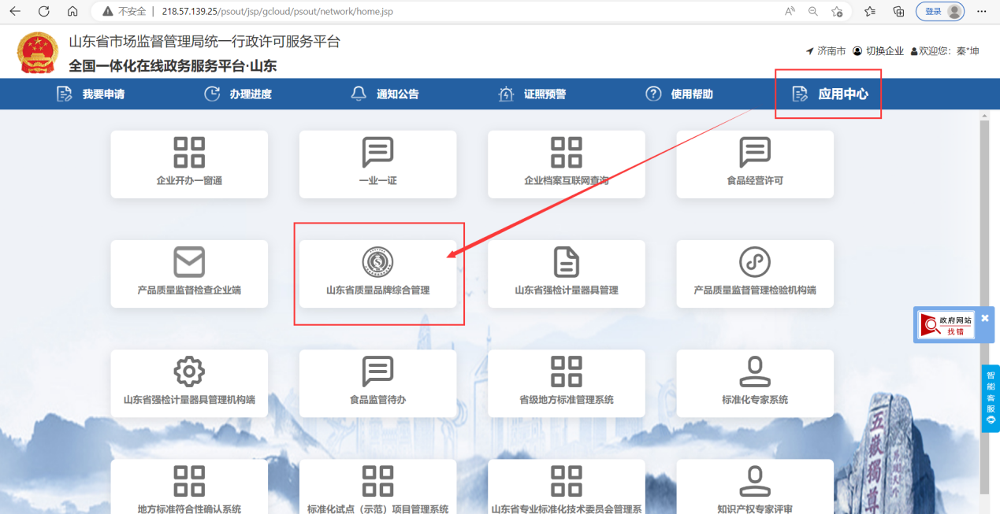 不安全
218.57.139.25/psout/jsp/gcloud/psout/network/home.jsp
登录
山东省市场监督管理局统一行政许可服务平台
全国一体化在线政务服务平台·山东
济南市 切换企业 欢迎您：秦*坤
我要申请 办理进度 通知公告 证照预警 使用帮助 应用中心
企业开办一窗通 一业一证 企业档案互联网查询 食品经营许可
产品质量监督检查企业端 山东省质量品牌综合管理 山东省强检计量器具管理 产品质量监督管理检验机构端
政府网站
找错
智能客服
山东省强检计量器具管理机构端 食品监管待办 省级地方标准管理系统 标准化专家系统
五嶽獨尊
地方标准符合性确认系统 标准化试点（示范）项目管理系统 山东省专业标准化技术委员会管理系 知识产权专家评审